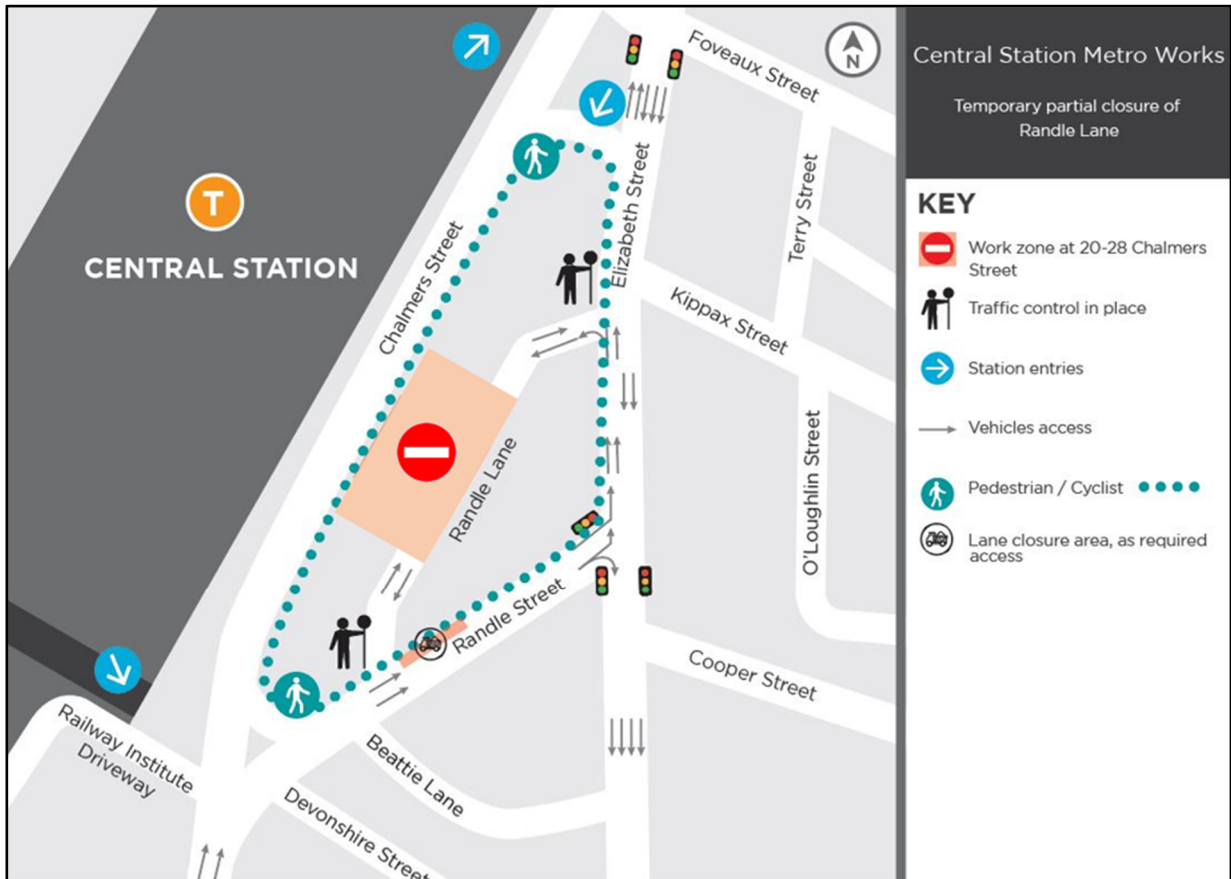 Foveaux Street
N
T
CENTRAL STATION
Chalmers Street
Elizabeth Street
Terry Street
Kippax Street
O'Loughlin Street
Randle Lane
Randle Street
Cooper Street
Railway Institute
Driveway
Beattie Lane
Devonshire Street
Central Station Metro Works
Temporary partial closure of
Randle Lane
KEY
Work zone at 20-28 Chalmers
Street
Traffic control in place
Station entries
Vehicles access
Pedestrian / Cyclist
Lane closure area, as required
access